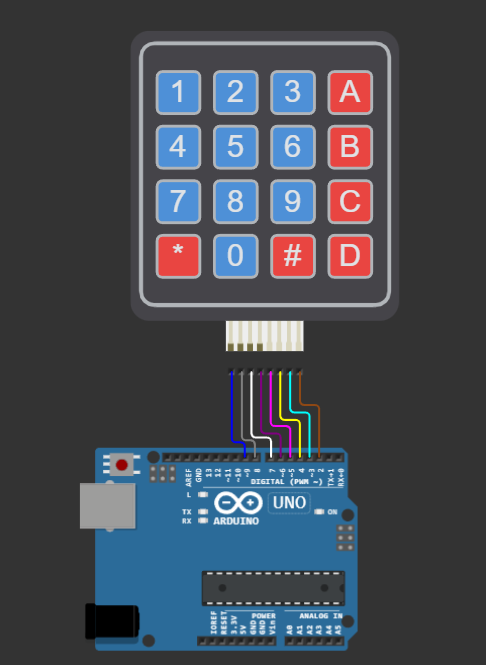 1 2 3 A
4 5 6 B
7 8 9 C
* 0 # D
AREF
GND
13
12
~11
~10
~9
8
7
~6
~5
4
~3
2
TX→1
RX←0
DIGITAL (PWM ~)
L
TX
RX
UNO
ON
ARDUINO
POWER
ANALOG IN
IOREF
RESET
3.3V
5V
GND
GND
Vin
A0
A1
A2
A3
A4
A5